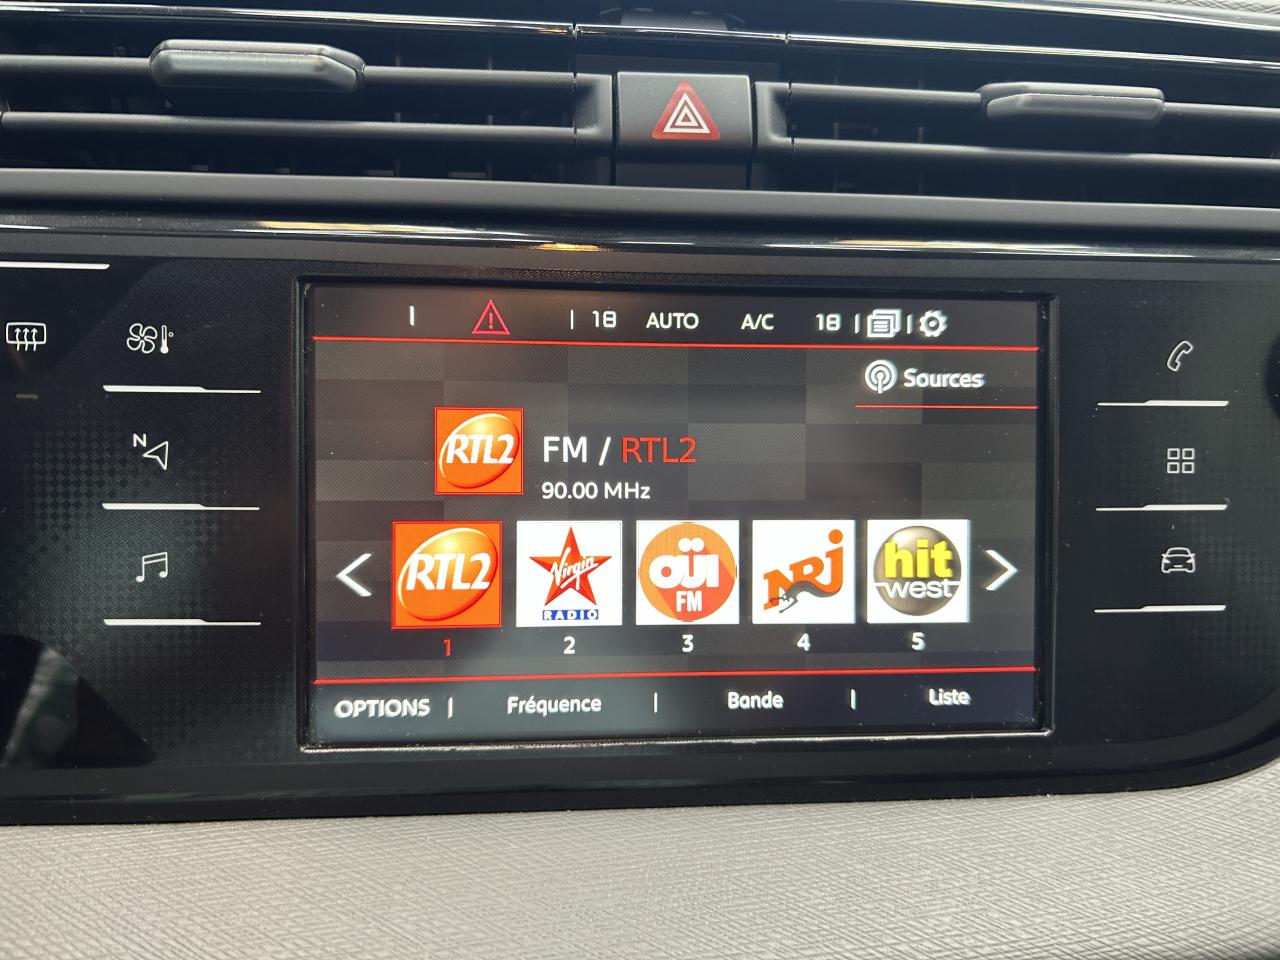 18 AUTO A/C 18
N
Sources
RTL2
FM / RTL2
90.00 MHz
RTL2
Virgin
RADIO
OÜI
FM
NRJ
hit
west
1 2 3 4 5
OPTIONS | Fréquence | Bande | Liste